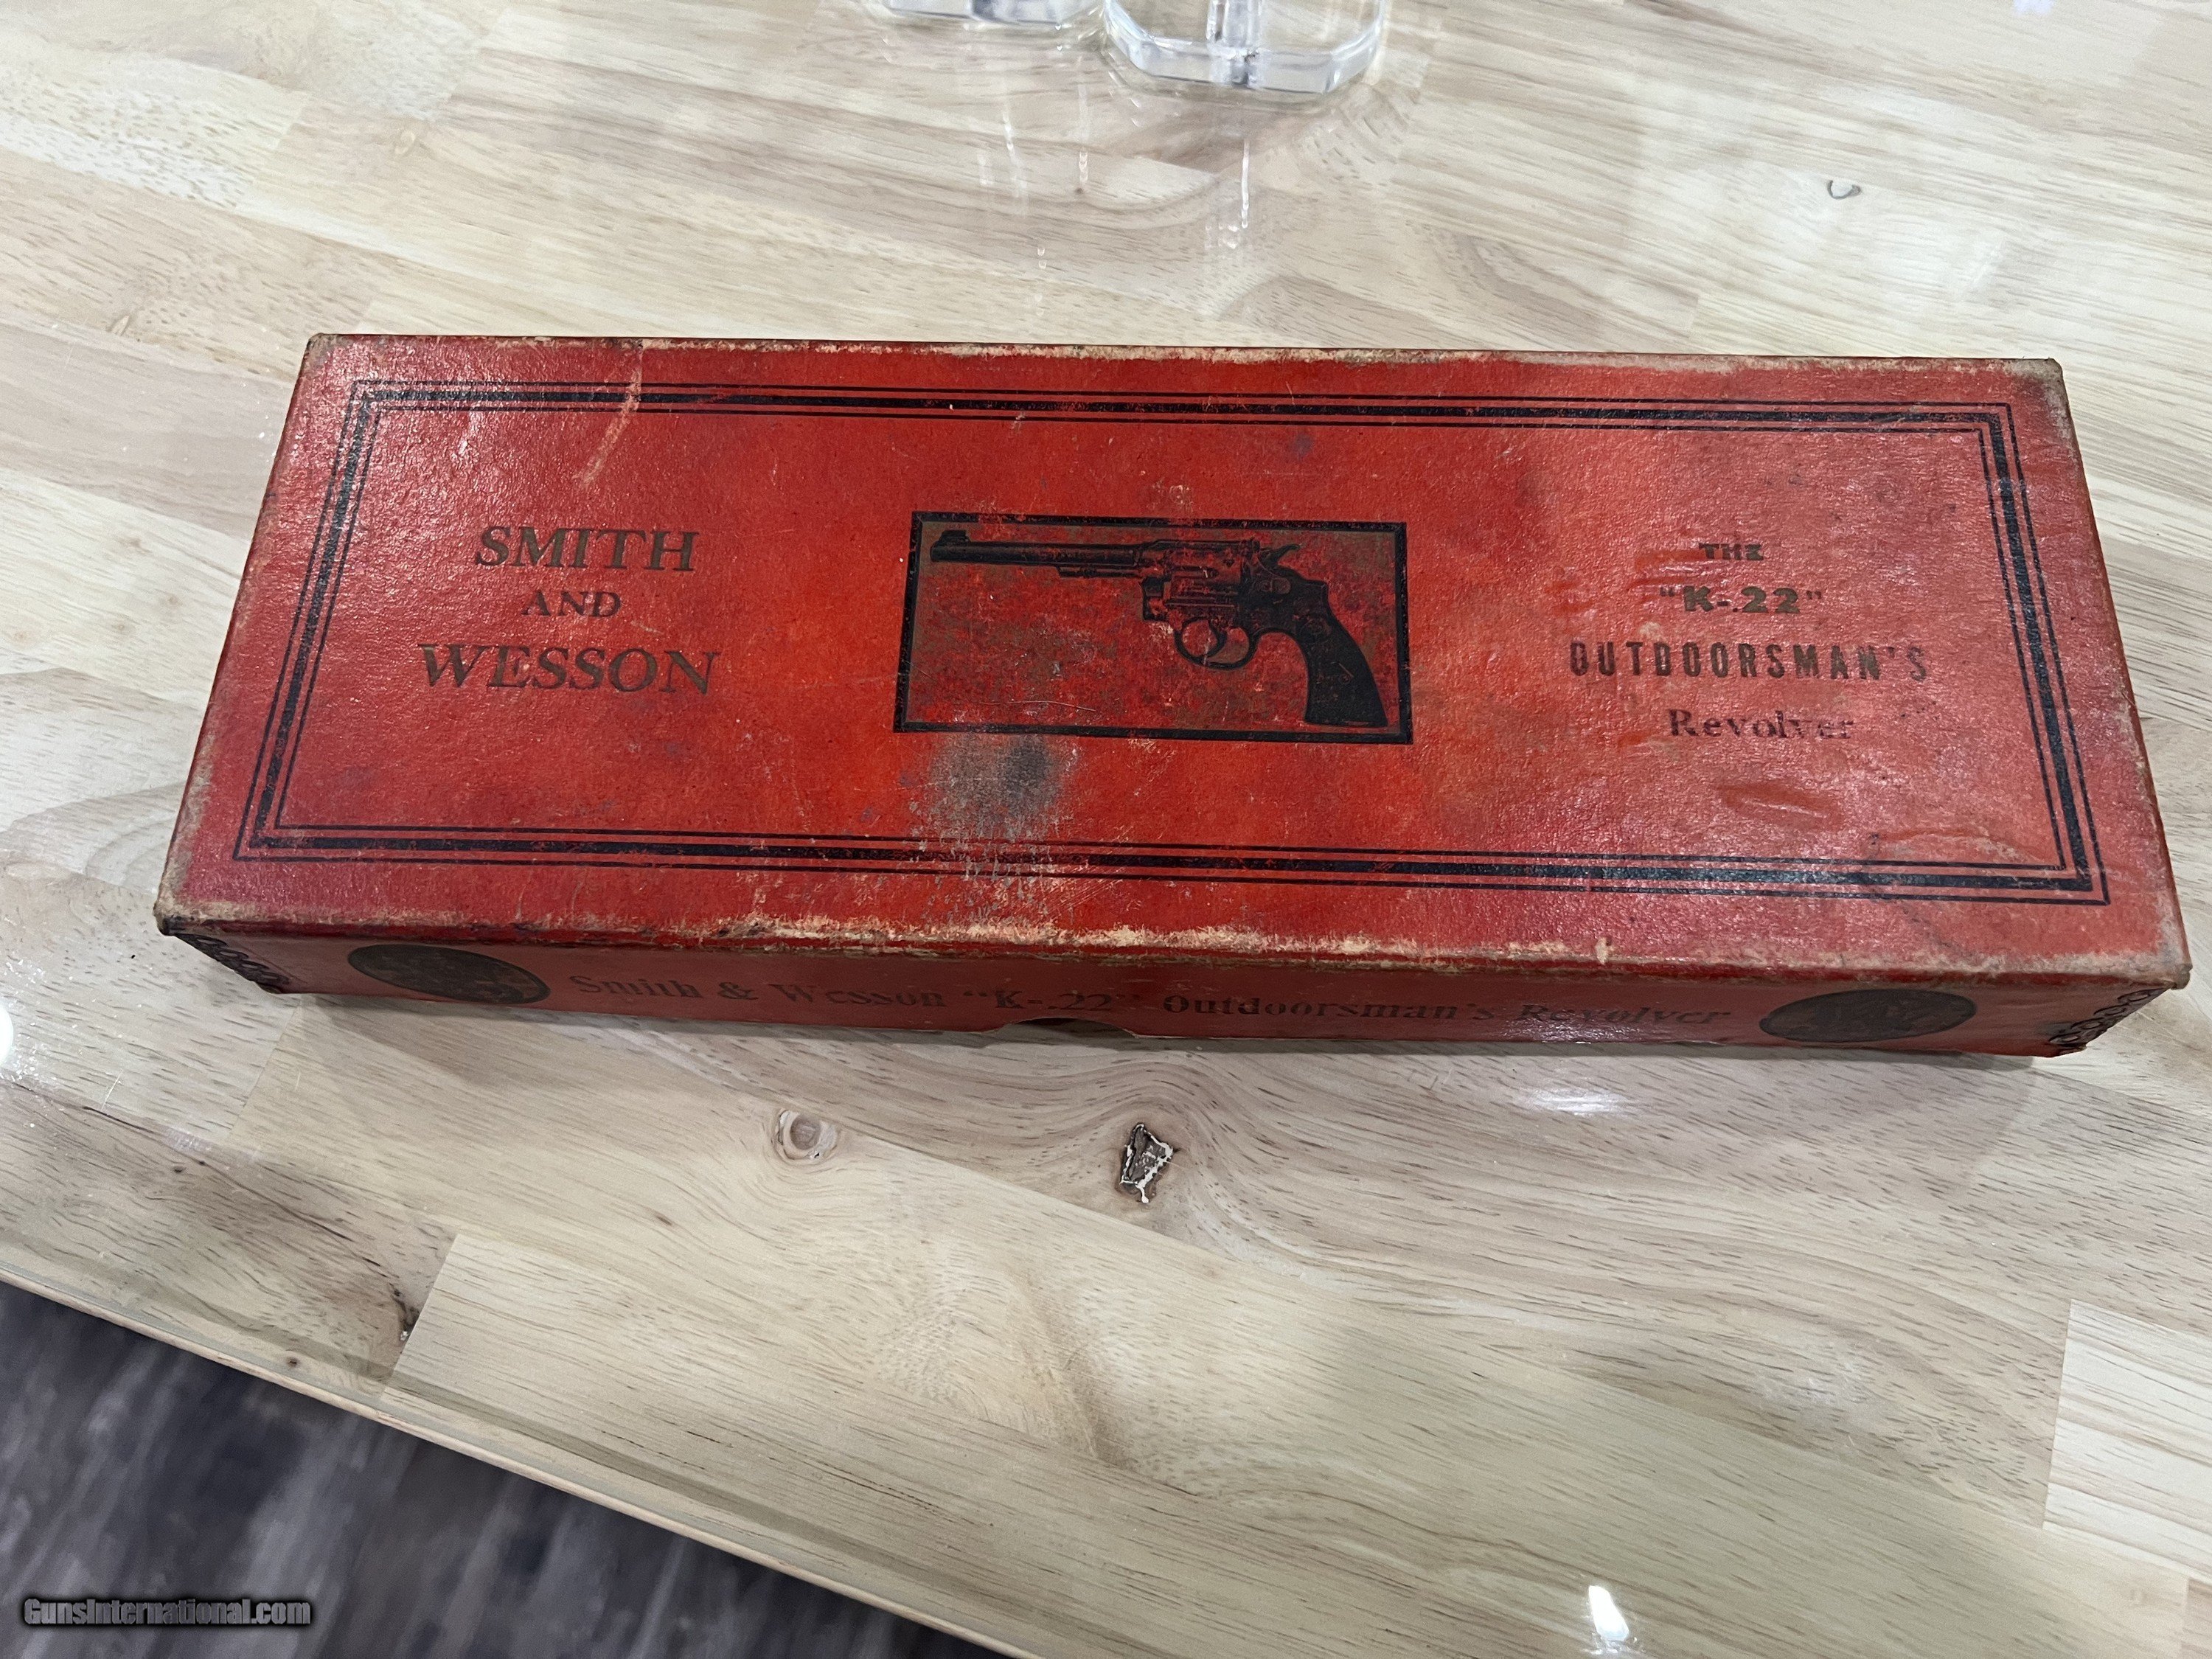 SMITH
AND
WESSON
THE
"K-.22"
OUTDOORSMAN'S
Revolver
Smith & Wesson "K-.22" Outdoorsman's Revolver
GunsInternational.com